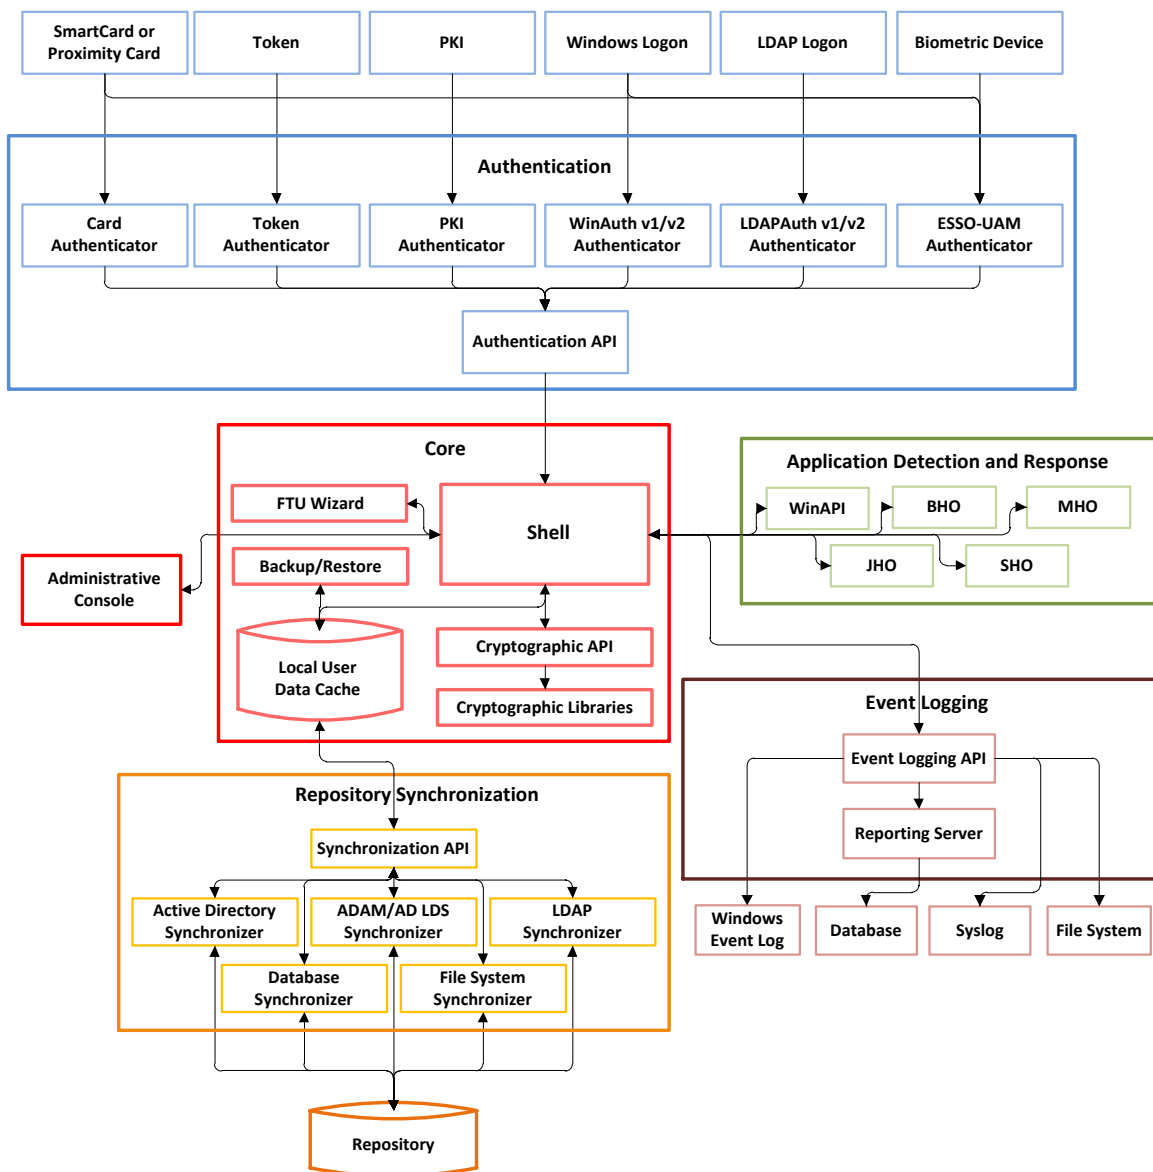 SmartCard or
Proximity Card
Token
PKI
Windows Logon
LDAP Logon
Biometric Device
Authentication
Card
Authenticator
Token
Authenticator
PKI
Authenticator
WinAuth v1/v2
Authenticator
LDAPAuth v1/v2
Authenticator
ESSO-UAM
Authenticator
Authentication API
Core
FTU Wizard
Shell
Backup/Restore
Administrative
Console
Local User
Data Cache
Cryptographic API
Cryptographic Libraries
Application Detection and Response
WinAPI
BHO
MHO
JHO
SHO
Event Logging
Event Logging API
Reporting Server
Windows
Event Log
Database
Syslog
File System
Repository Synchronization
Synchronization API
Active Directory
Synchronizer
ADAM/AD LDS
Synchronizer
LDAP
Synchronizer
Database
Synchronizer
File System
Synchronizer
Repository